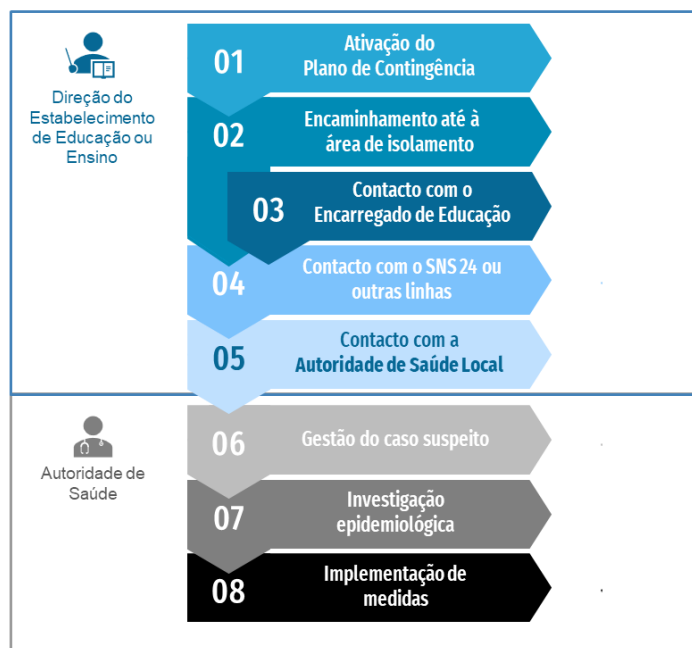 Direção do
Estabelecimento
de Educação ou
Ensino
01
Ativação do
Plano de Contingência
02
Encaminhamento até à
área de isolamento
03
Contacto com o
Encarregado de Educação
04
Contacto com o SNS 24 ou
outras linhas
05
Contacto com a
Autoridade de Saúde Local
Autoridade de
Saúde
06
Gestão do caso suspeito
07
Investigação
epidemiológica
08
Implementação de
medidas